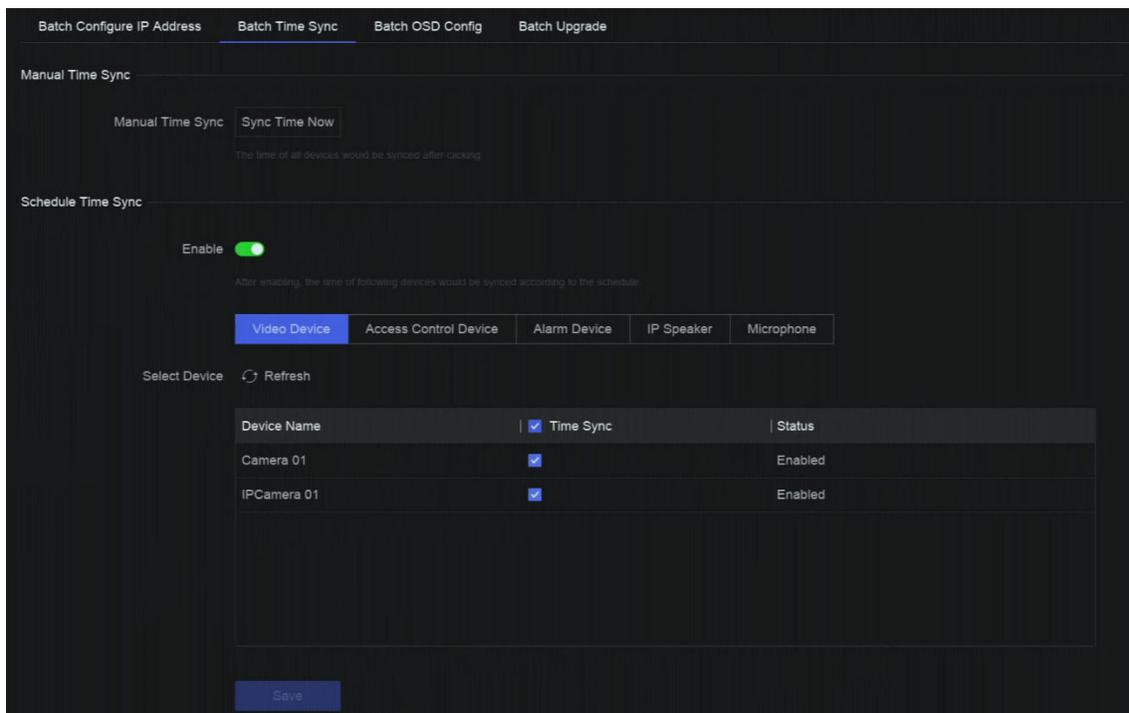 Batch Configure IP Address Batch Time Sync Batch OSD Config Batch Upgrade
Manual Time Sync
Manual Time Sync Sync Time Now
The time of all devices would be synced after clicking
Schedule Time Sync
Enable
After enabling, the time of following devices would be synced according to the schedule
Video Device Access Control Device Alarm Device IP Speaker Microphone
Select Device Refresh
Device Name Time Sync Status
Camera 01 Enabled
IPCamera 01 Enabled
Save